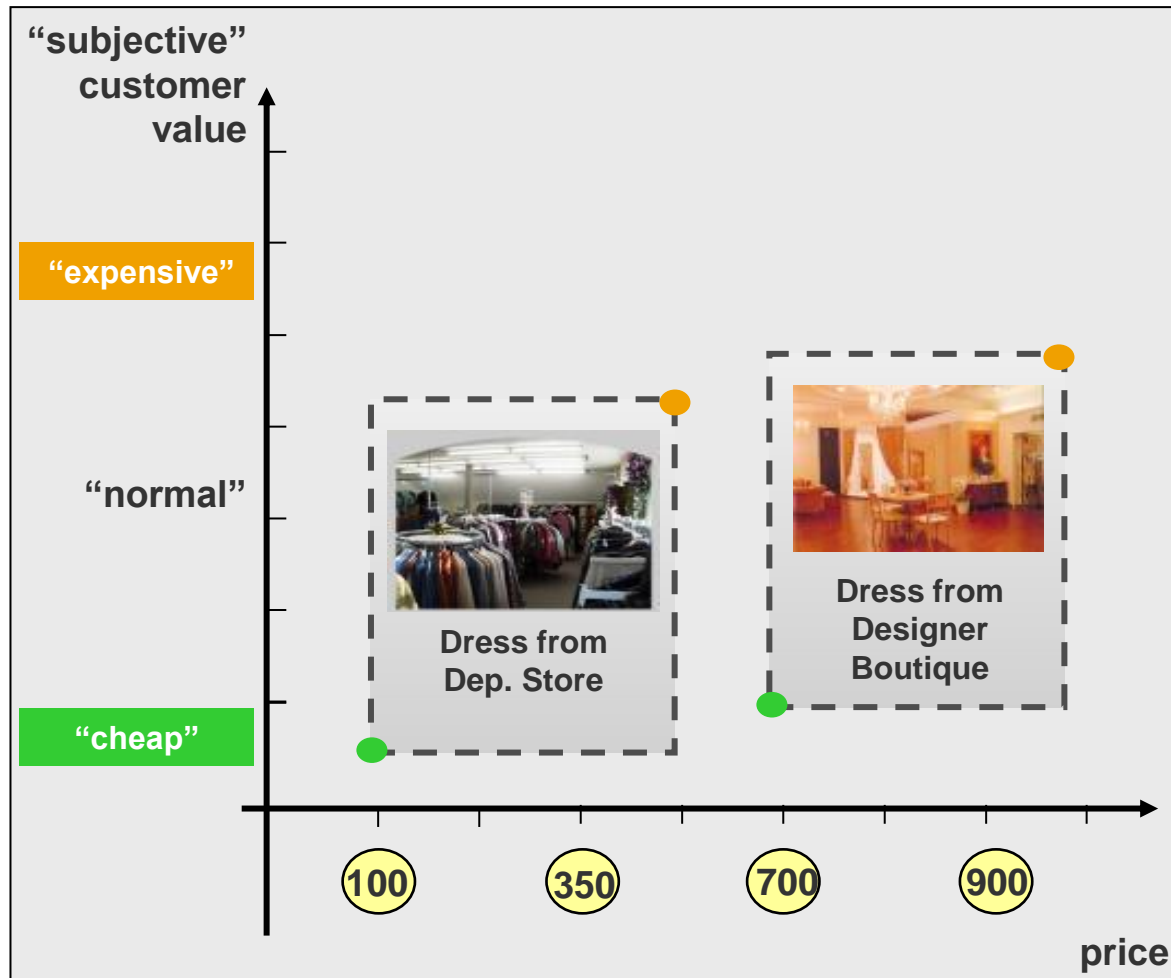 “subjective”
customer
value
“expensive”
“normal”
Dress from
Dep. Store
Dress from
Designer
Boutique
“cheap”
100
350
700
900
price